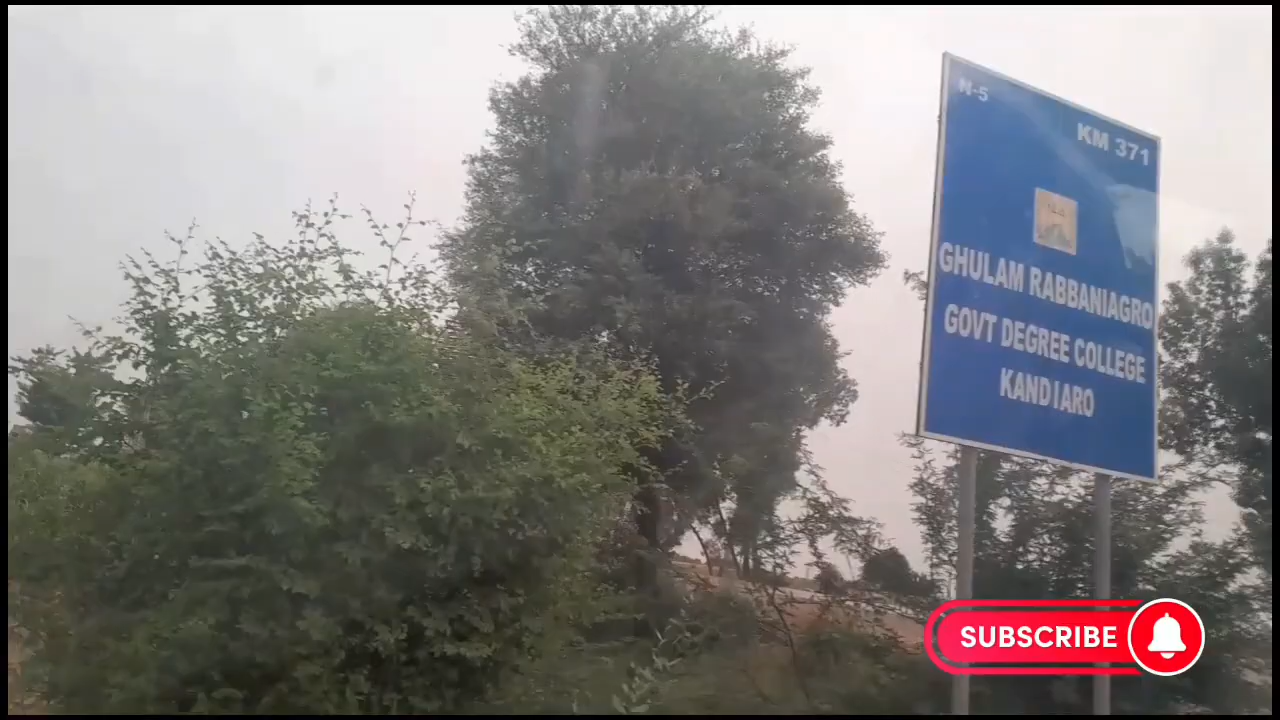 N-5
KM 371
GHULAM RABBANIAGRO
GOVT DEGREE COLLEGE
KANDIARO
SUBSCRIBE